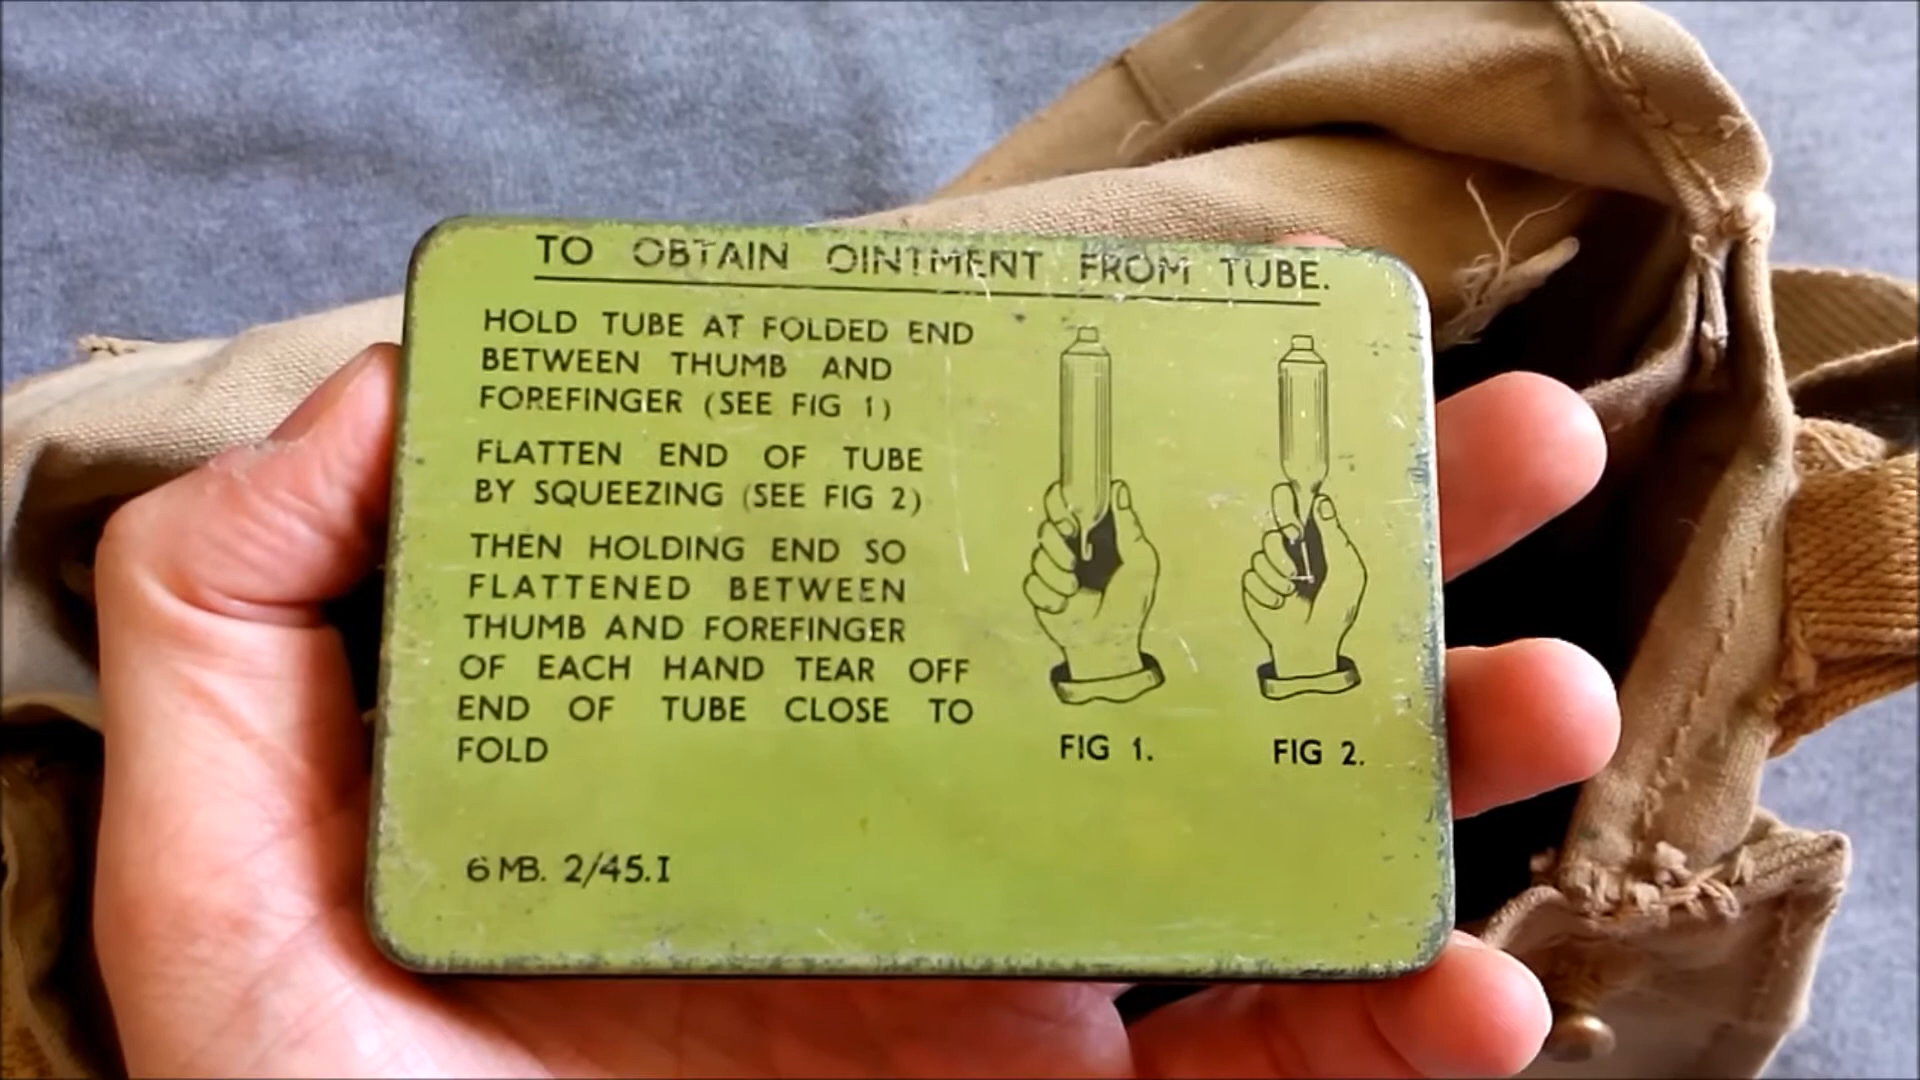 TO OBTAIN OINTMENT FROM TUBE.
HOLD TUBE AT FOLDED END
BETWEEN THUMB AND
FOREFINGER (SEE FIG 1)
FLATTEN END OF TUBE
BY SQUEEZING (SEE FIG 2)
THEN HOLDING END SO
FLATTENED BETWEEN
THUMB AND FOREFINGER
OF EACH HAND TEAR OFF
END OF TUBE CLOSE TO
FOLD
FIG 1.
FIG 2.
6 MB. 2/45.I